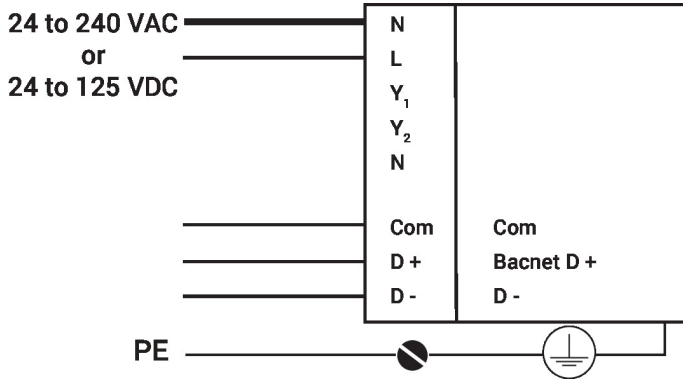 24 to 240 VAC
or
24 to 125 VDC
N
L
Y1
Y2
N
Com Com
D + Bacnet D +
D - D -
PE